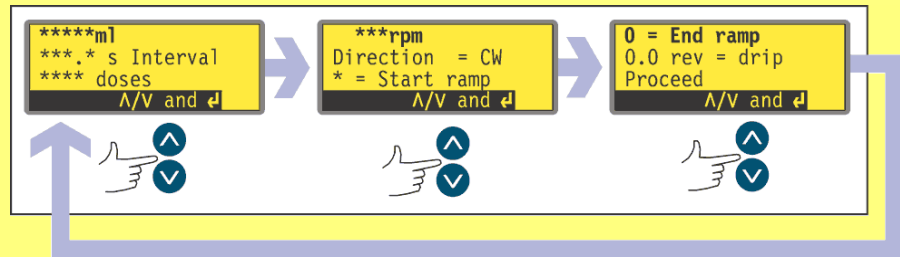 *****ml
***.* s Interval
**** doses
∧/∨ and ↲
***rpm
Direction = CW
* = Start ramp
∧/∨ and ↲
0 = End ramp
0.0 rev = drip
Proceed
∧/∨ and ↲